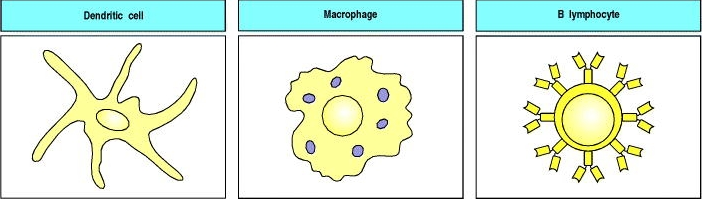 Dendritic cell
Macrophage
B lymphocyte